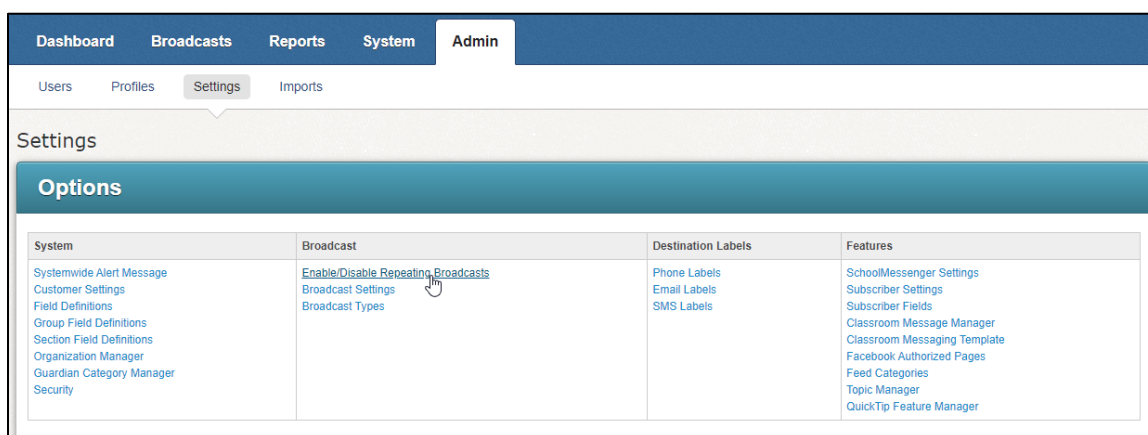 Dashboard Broadcasts Reports System Admin
Users Profiles Settings Imports
Settings
Options
System Broadcast Destination Labels Features
Systemwide Alert Message Enable/Disable Repeating Broadcasts Phone Labels SchoolMessenger Settings
Customer Settings Broadcast Settings Email Labels Subscriber Settings
Field Definitions Broadcast Types SMS Labels Subscriber Fields
Group Field Definitions Classroom Message Manager
Section Field Definitions Classroom Messaging Template
Organization Manager Facebook Authorized Pages
Guardian Category Manager Feed Categories
Security Topic Manager
QuickTip Feature Manager